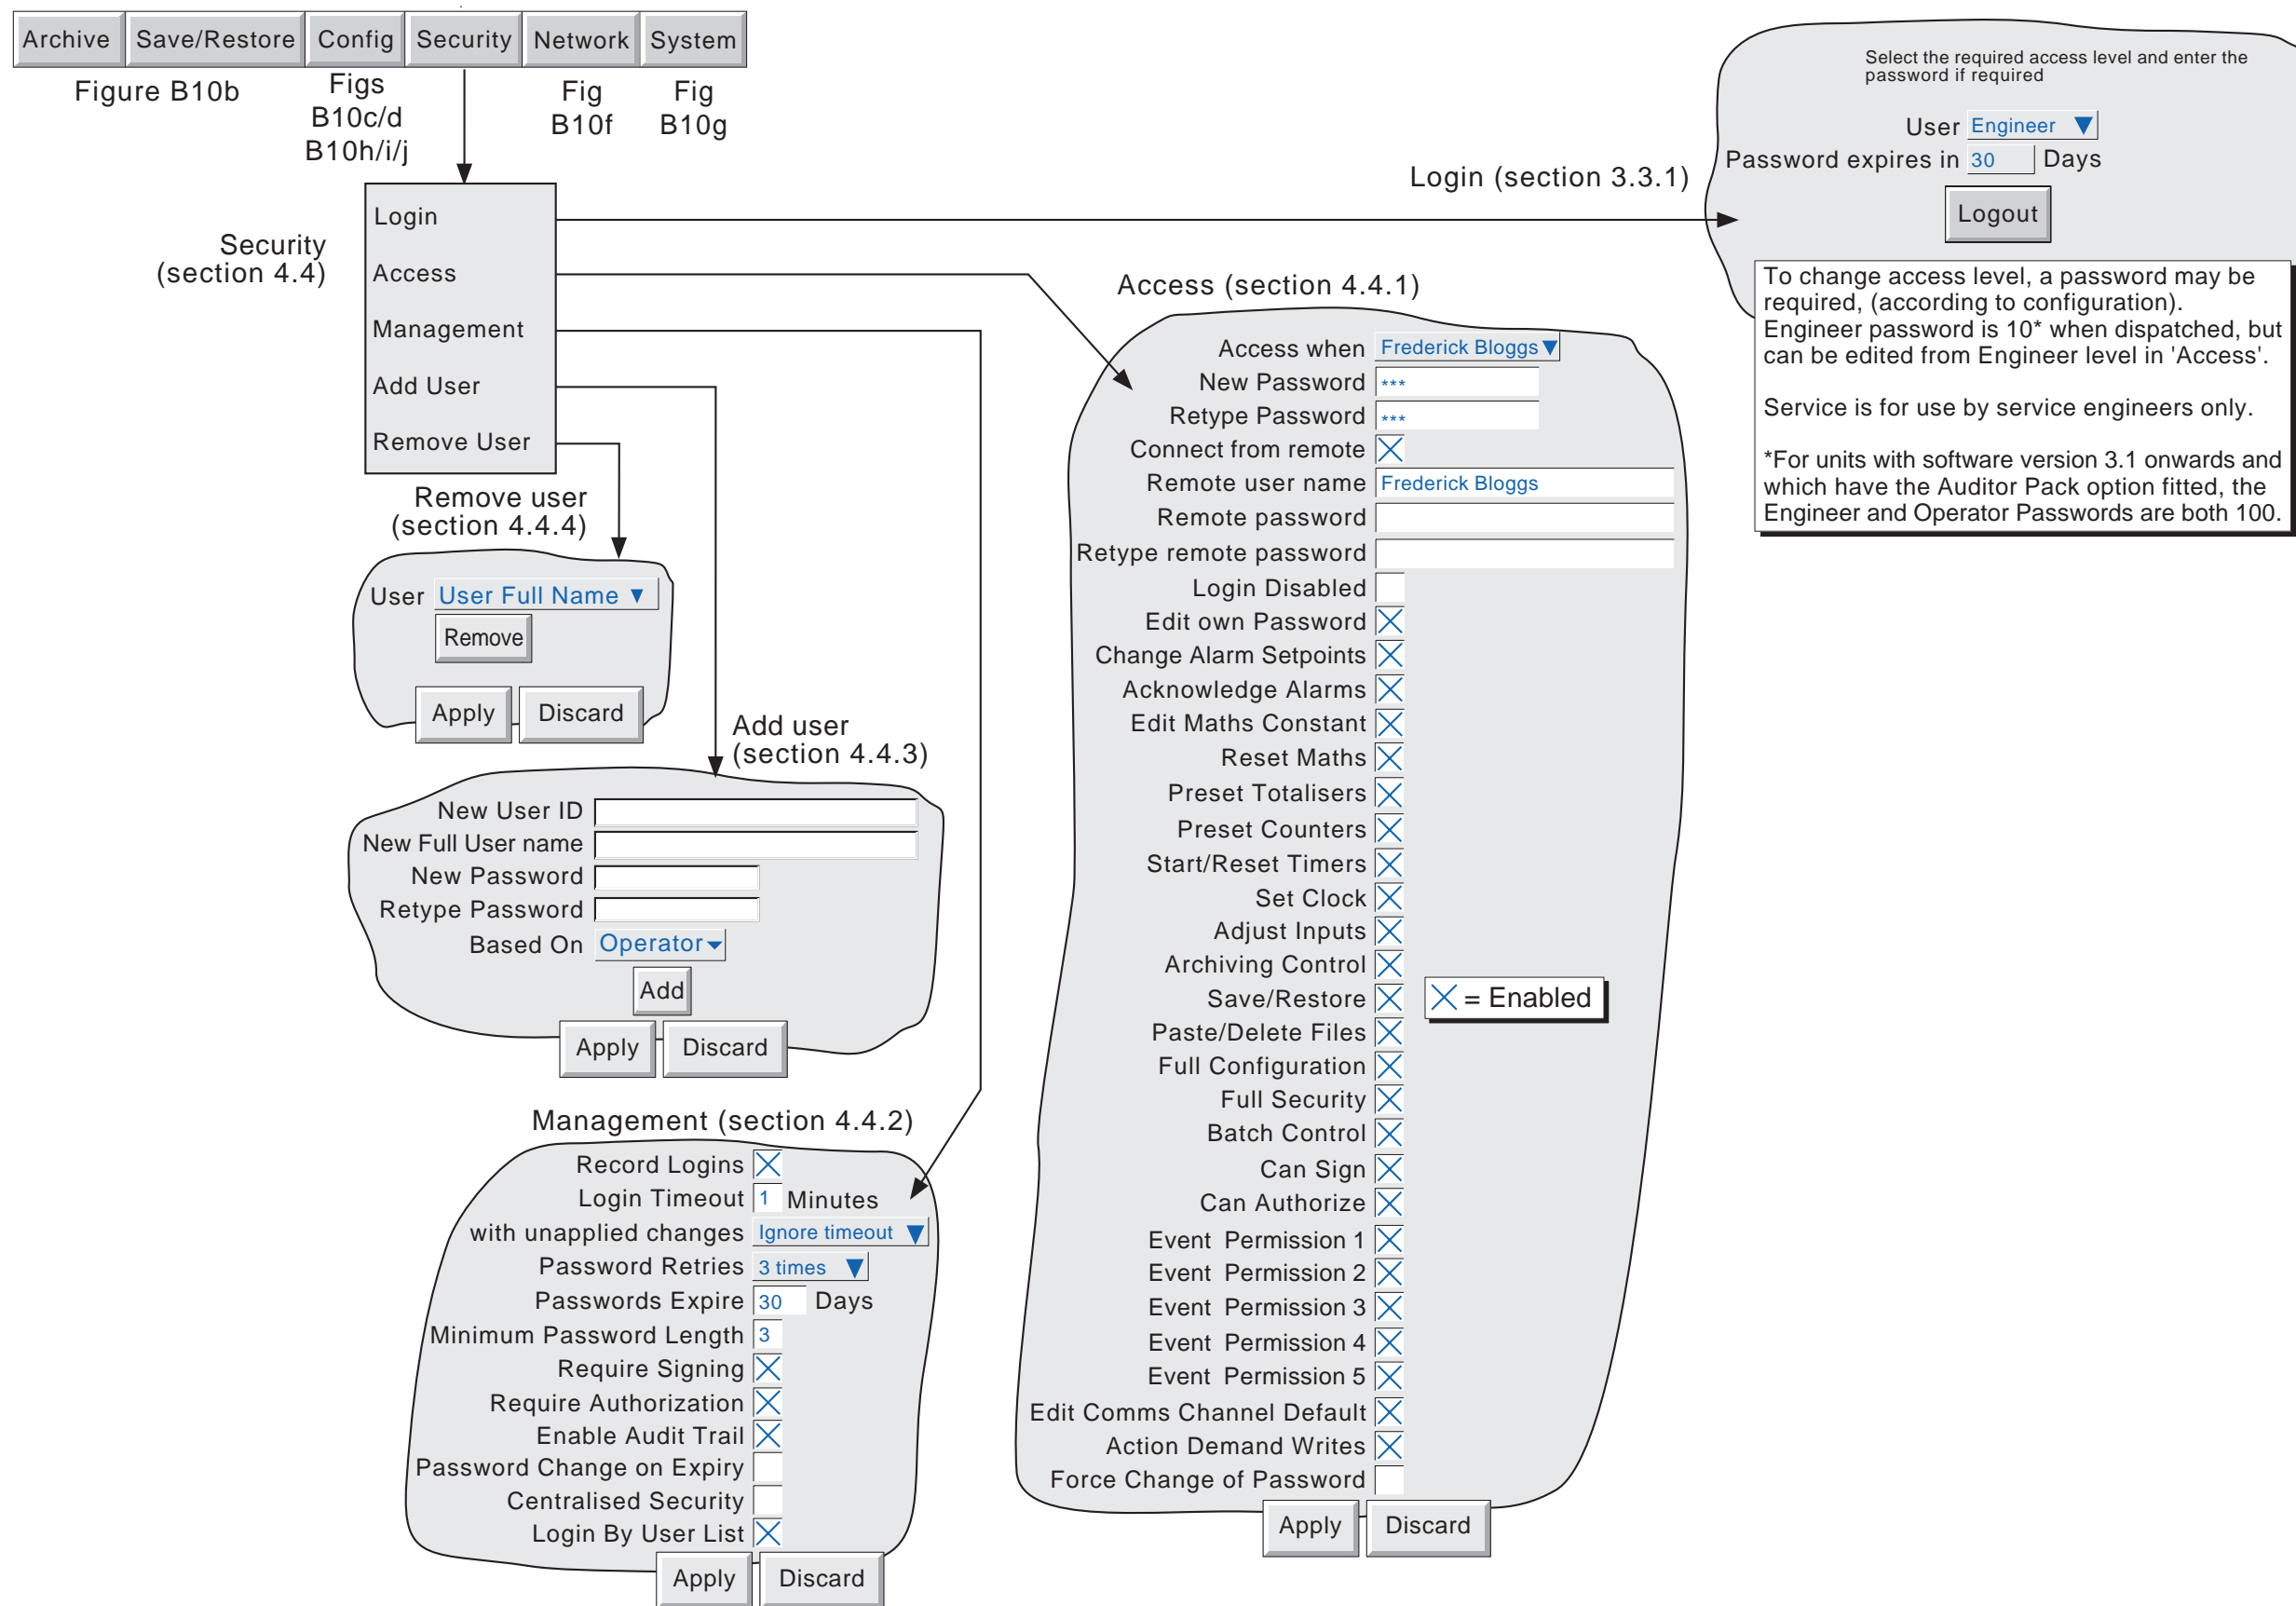 Archive Save/Restore Config Security Network System
Figure B10b
Figs
B10c/d
B10h/i/j
Fig
B10f
Fig
B10g
Security
(section 4.4)
Login
Access
Management
Add User
Remove User
Login (section 3.3.1)
Select the required access level and enter the
password if required
User Engineer
Password expires in 30 Days
Logout
To change access level, a password may be
required, (according to configuration).
Engineer password is 10* when dispatched, but
can be edited from Engineer level in 'Access'.
Service is for use by service engineers only.
*For units with software version 3.1 onwards and
which have the Auditor Pack option fitted, the
Engineer and Operator Passwords are both 100.
Remove user
(section 4.4.4)
User User Full Name
Remove
Apply Discard
Add user
(section 4.4.3)
New User ID
New Full User name
New Password
Retype Password
Based On Operator
Add
Apply Discard
Management (section 4.4.2)
Record Logins
Login Timeout 1 Minutes
with unapplied changes Ignore timeout
Password Retries 3 times
Passwords Expire 30 Days
Minimum Password Length 3
Require Signing
Require Authorization
Enable Audit Trail
Password Change on Expiry
Centralised Security
Login By User List
Apply Discard
Access (section 4.4.1)
Access when Frederick Bloggs
New Password ***
Retype Password ***
Connect from remote
Remote user name Frederick Bloggs
Remote password
Retype remote password
Login Disabled
Edit own Password
Change Alarm Setpoints
Acknowledge Alarms
Edit Maths Constant
Reset Maths
Preset Totalisers
Preset Counters
Start/Reset Timers
Set Clock
Adjust Inputs
Archiving Control
Save/Restore
= Enabled
Paste/Delete Files
Full Configuration
Full Security
Batch Control
Can Sign
Can Authorize
Event Permission 1
Event Permission 2
Event Permission 3
Event Permission 4
Event Permission 5
Edit Comms Channel Default
Action Demand Writes
Force Change of Password
Apply Discard